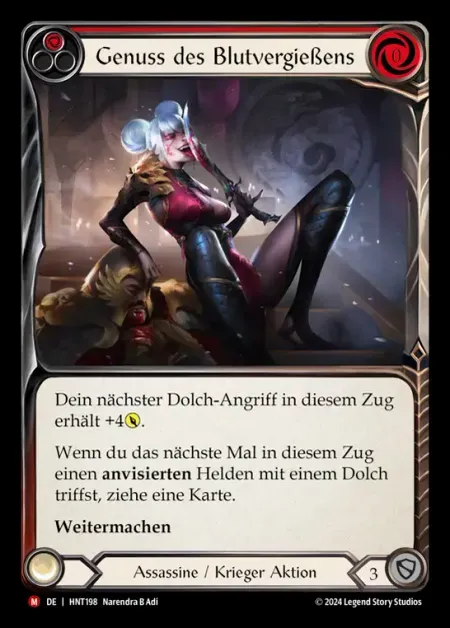 Genuss des Blutvergießens
0
Dein nächster Dolch-Angriff in diesem Zug
erhält +4.
Wenn du das nächste Mal in diesem Zug
einen anvisierten Helden mit einem Dolch
triffst, ziehe eine Karte.
Weitermachen
Assassine / Krieger Aktion
3
M DE | HNT198 Narendra B Adi
© 2024 Legend Story Studios